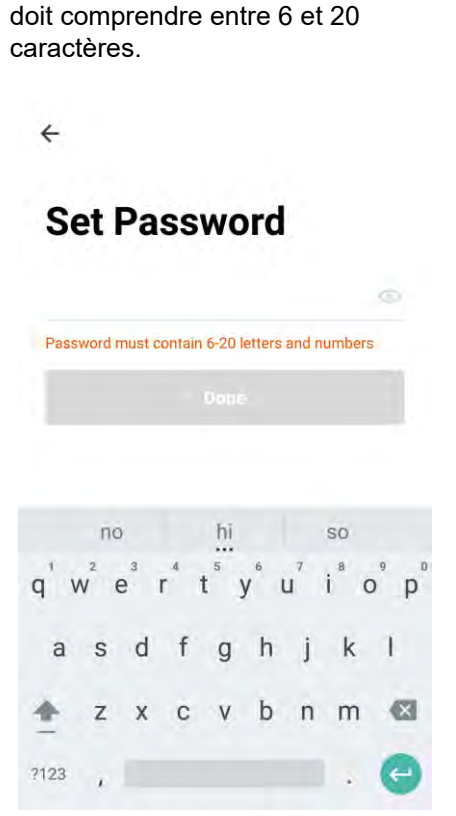 doit comprendre entre 6 et 20
caractères.
Set Password
Password must contain 6-20 letters and numbers
Done
no hi so
1 2 3 4 5 6 7 8 9 0
q w e r t y u i o p
a s d f g h j k l
z x c v b n m
?123 , .